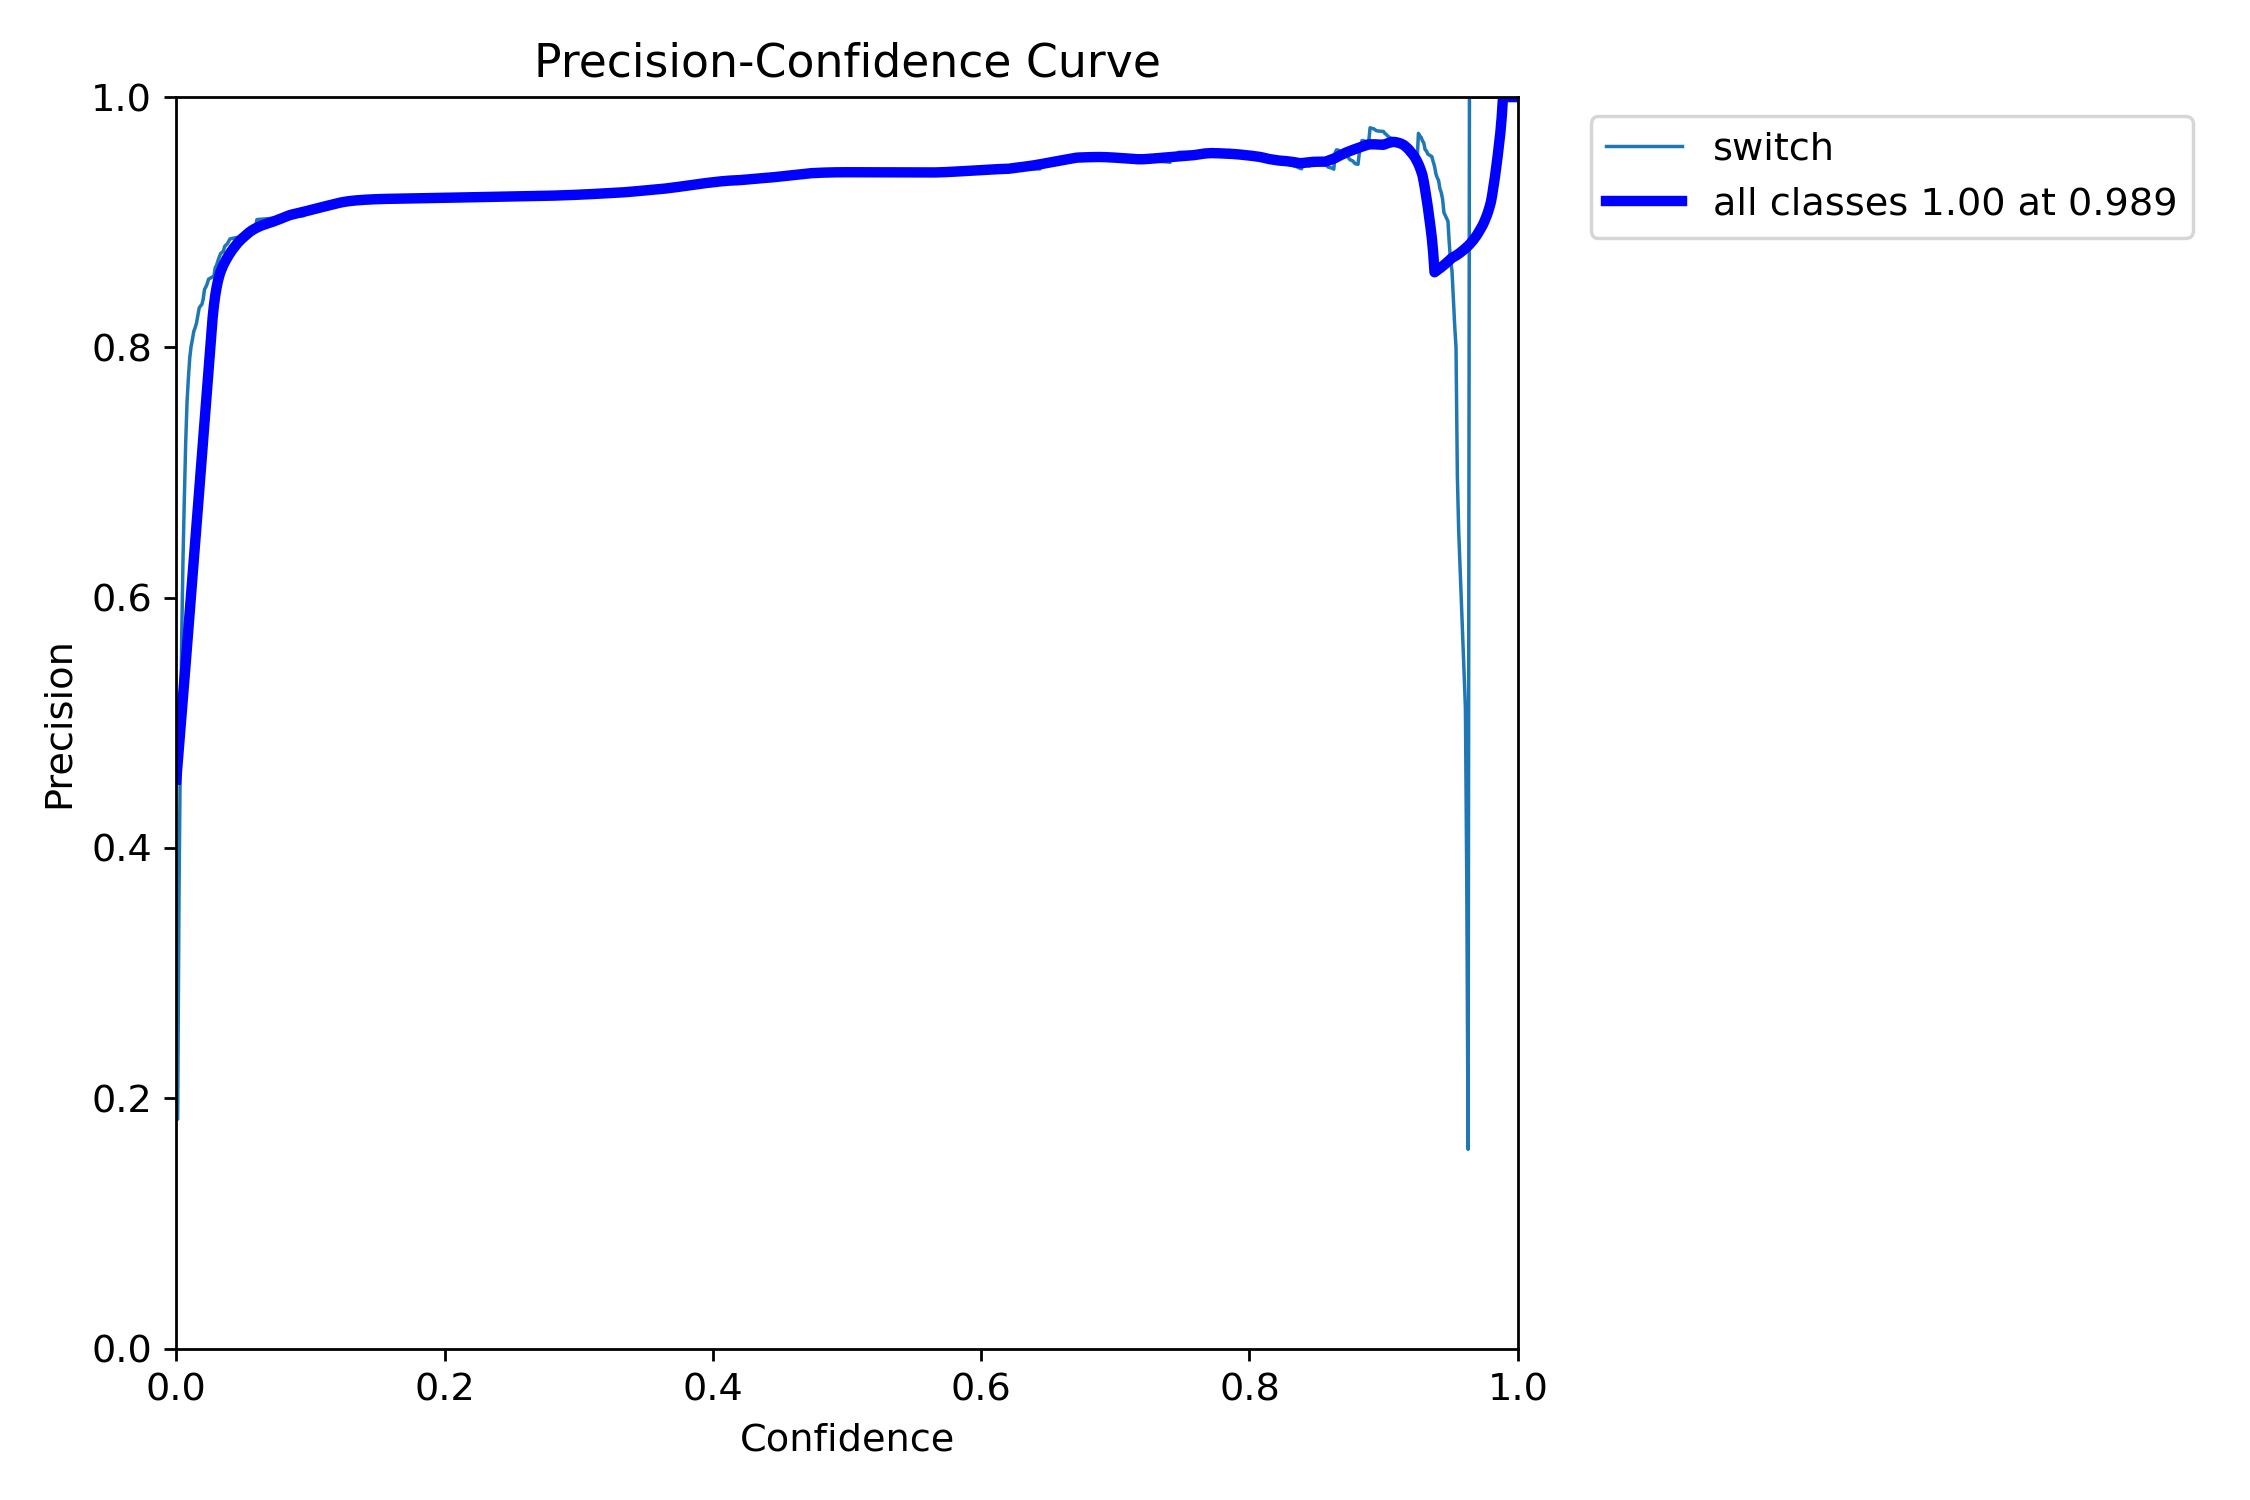 Precision-Confidence Curve
1.0
0.8
0.6
0.4
0.2
0.0
Precision
0.0 0.2 0.4 0.6 0.8 1.0
Confidence
switch
all classes 1.00 at 0.989